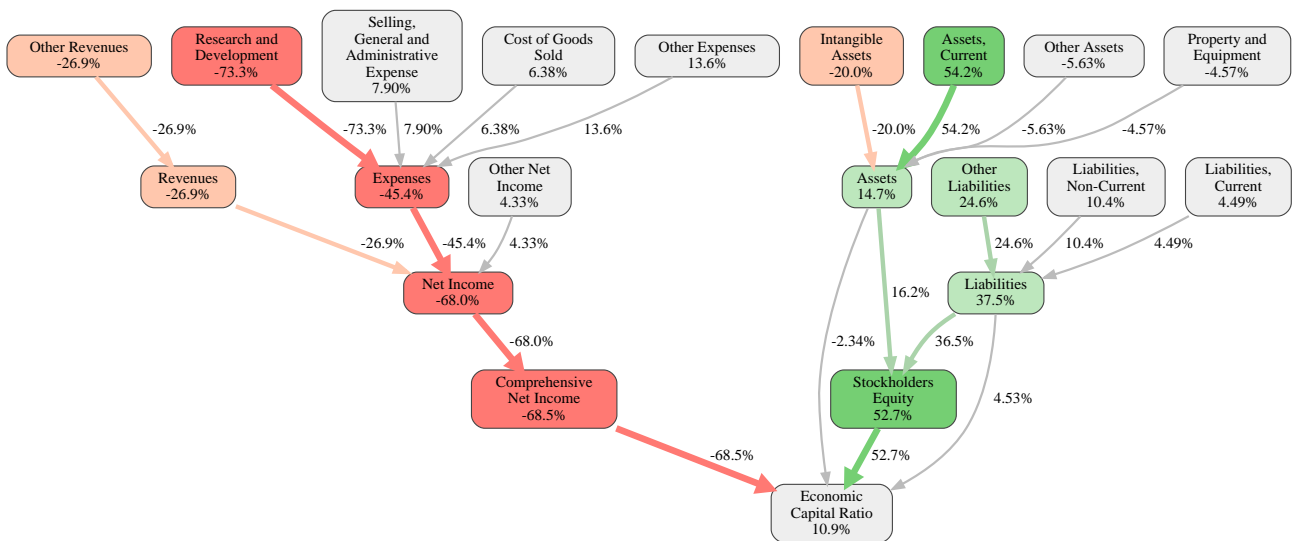 Other Revenues
-26.9%
Research and
Development
-73.3%
Selling,
General and
Administrative
Expense
7.90%
Cost of Goods
Sold
6.38%
Other Expenses
13.6%
Intangible
Assets
-20.0%
Assets,
Current
54.2%
Other Assets
-5.63%
Property and
Equipment
-4.57%
-26.9%
-73.3%
7.90%
6.38%
13.6%
-20.0%
54.2%
-5.63%
-4.57%
Revenues
-26.9%
Expenses
-45.4%
Other Net
Income
4.33%
Assets
14.7%
Other
Liabilities
24.6%
Liabilities,
Non-Current
10.4%
Liabilities,
Current
4.49%
-26.9%
-45.4%
4.33%
24.6%
10.4%
4.49%
Net Income
-68.0%
16.2%
Liabilities
37.5%
-68.0%
-2.34%
36.5%
Comprehensive
Net Income
-68.5%
Stockholders
Equity
52.7%
4.53%
-68.5%
52.7%
Economic
Capital Ratio
10.9%